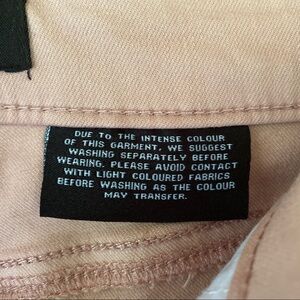 DUE TO THE INTENSE COLOUR
OF THIS GARMENT, WE SUGGEST
WASHING SEPARATELY BEFORE
WEARING. PLEASE AVOID CONTACT
WITH LIGHT COLOURED FABRICS
BEFORE WASHING AS THE COLOUR
MAY TRANSFER.